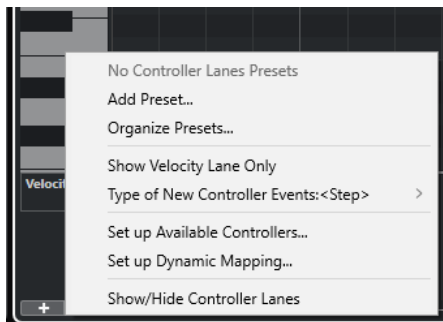 No Controller Lanes Presets
Add Preset...
Organize Presets...
Show Velocity Lane Only
Type of New Controller Events:<Step>
Velocit
Set up Available Controllers...
Set up Dynamic Mapping...
Show/Hide Controller Lanes